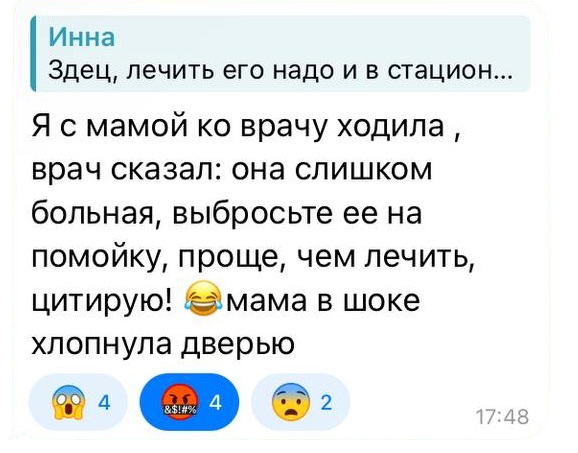 Инна
Здец, лечить его надо и в стацион...
Я с мамой ко врачу ходила ,
врач сказал: она слишком
больная, выбросьте ее на
помойку, проще, чем лечить,
цитирую! 😂мама в шоке
хлопнула дверью
😱 4 🤬 4 😨 2
17:48